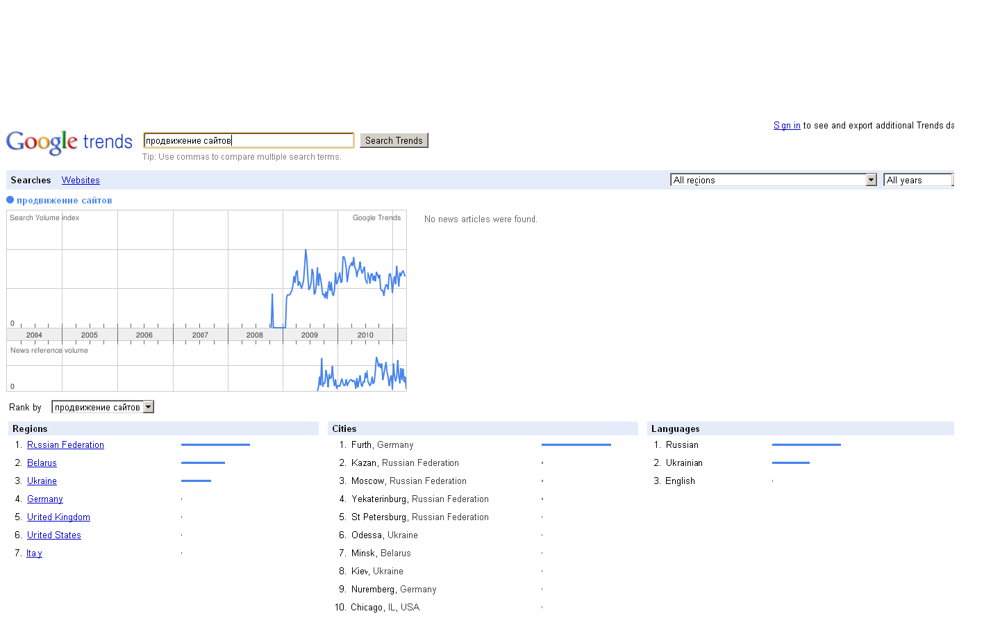 Sign in to see and export additional Trends da
Google trends продвижение сайтов Search Trends
Tip: Use commas to compare multiple search terms.
Searches Websites All regions All years
продвижение сайтов
Search Volume index Google Trends
No news articles were found.
0
2004 2005 2006 2007 2008 2009 2010
News reference volume
0
Rank by продвижение сайтов
Regions
1. Russian Federation
2. Belarus
3. Ukraine
4. Germany
5. United Kingdom
6. United States
7. Italy
Cities
1. Furth, Germany
2. Kazan, Russian Federation
3. Moscow, Russian Federation
4. Yekaterinburg, Russian Federation
5. St Petersburg, Russian Federation
6. Odessa, Ukraine
7. Minsk, Belarus
8. Kiev, Ukraine
9. Nuremberg, Germany
10. Chicago, IL, USA
Languages
1. Russian
2. Ukrainian
3. English